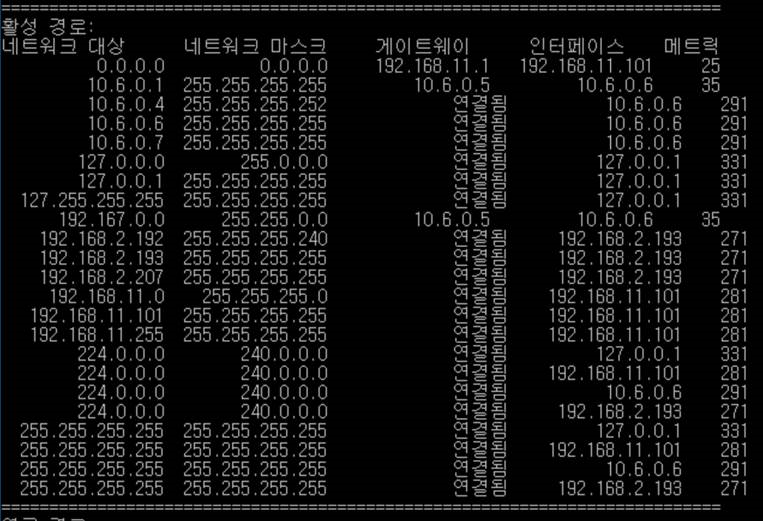 활성 경로:
네트워크 대상 네트워크 마스크 게이트웨이 인터페이스 메트릭
0.0.0.0 0.0.0.0 192.168.11.1 192.168.11.101 25
10.6.0.1 255.255.255.255 10.6.0.5 10.6.0.6 35
10.6.0.4 255.255.255.252 연결됨 10.6.0.6 291
10.6.0.6 255.255.255.255 연결됨 10.6.0.6 291
10.6.0.7 255.255.255.255 연결됨 10.6.0.6 291
127.0.0.0 255.0.0.0 연결됨 127.0.0.1 331
127.0.0.1 255.255.255.255 연결됨 127.0.0.1 331
127.255.255.255 255.255.255.255 연결됨 127.0.0.1 331
192.167.0.0 255.255.0.0 10.6.0.5 10.6.0.6 35
192.168.2.192 255.255.255.240 연결됨 192.168.2.193 271
192.168.2.193 255.255.255.255 연결됨 192.168.2.193 271
192.168.2.207 255.255.255.255 연결됨 192.168.2.193 271
192.168.11.0 255.255.255.0 연결됨 192.168.11.101 281
192.168.11.101 255.255.255.255 연결됨 192.168.11.101 281
192.168.11.255 255.255.255.255 연결됨 192.168.11.101 281
224.0.0.0 240.0.0.0 연결됨 127.0.0.1 331
224.0.0.0 240.0.0.0 연결됨 192.168.11.101 281
224.0.0.0 240.0.0.0 연결됨 10.6.0.6 291
224.0.0.0 240.0.0.0 연결됨 192.168.2.193 271
255.255.255.255 255.255.255.255 연결됨 127.0.0.1 331
255.255.255.255 255.255.255.255 연결됨 192.168.11.101 281
255.255.255.255 255.255.255.255 연결됨 10.6.0.6 291
255.255.255.255 255.255.255.255 연결됨 192.168.2.193 271